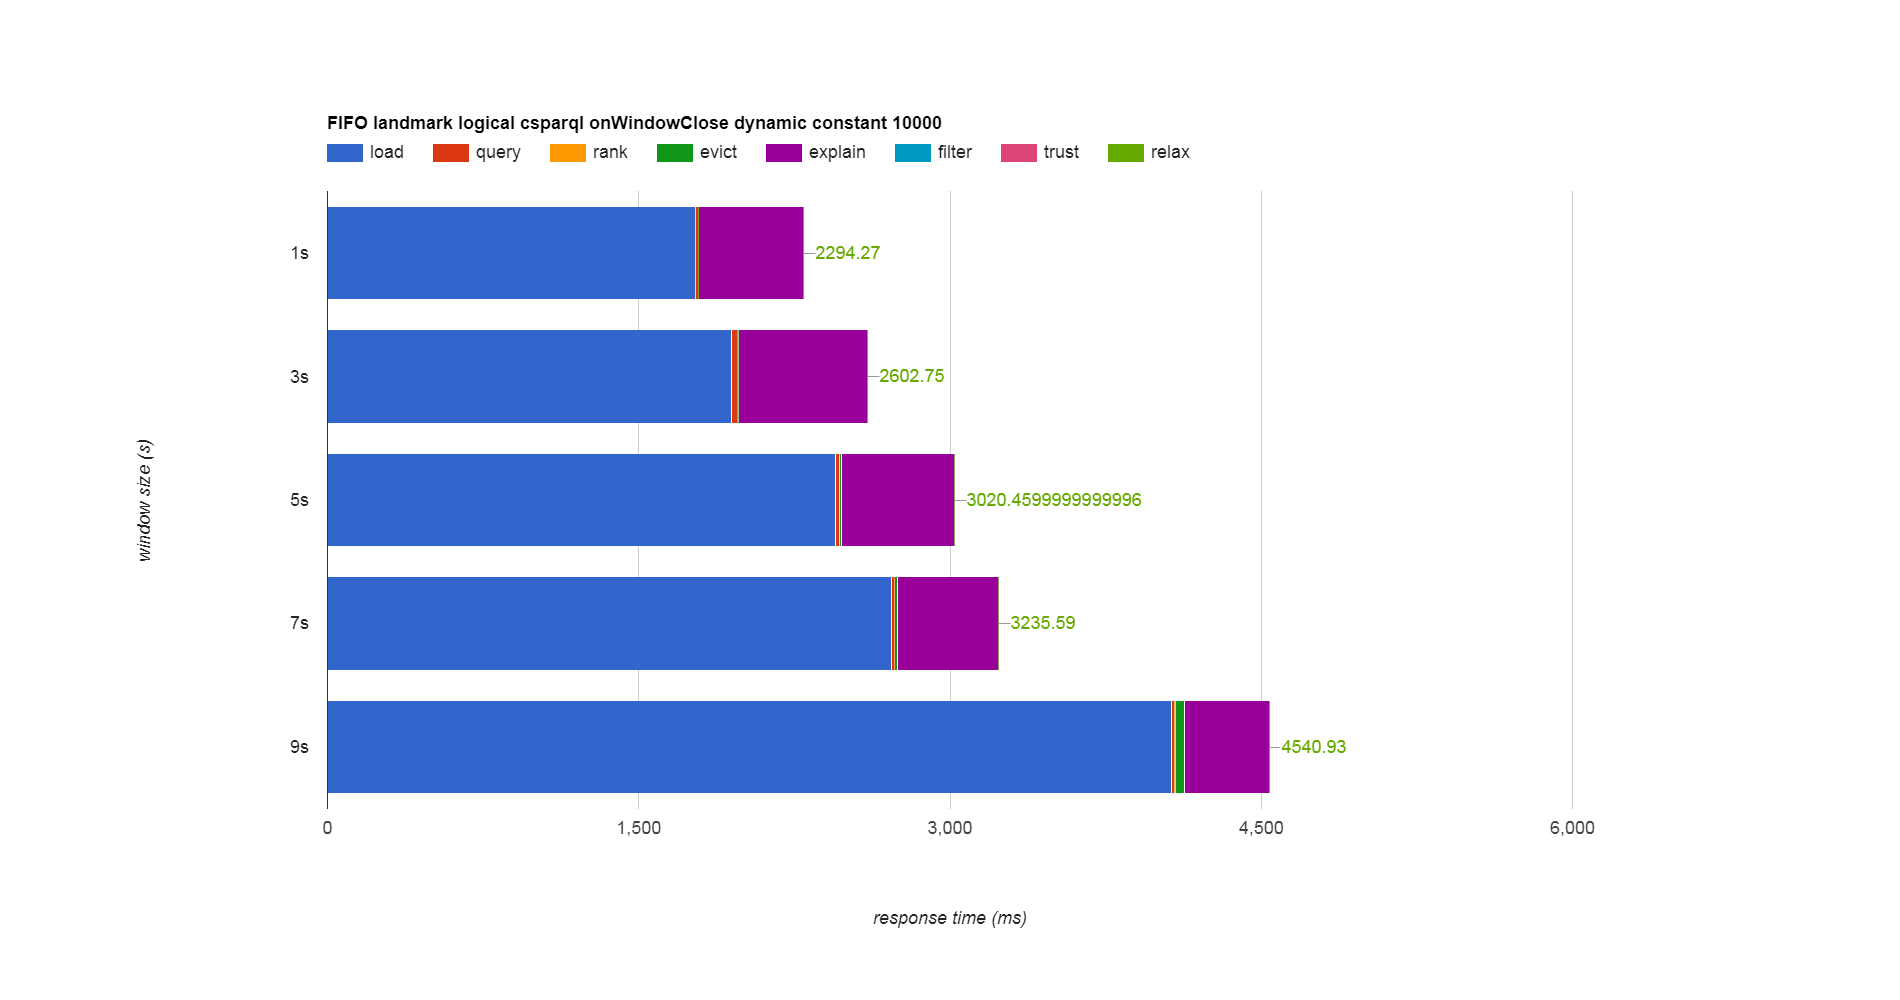 FIFO landmark logical csparql onWindowClose dynamic constant 10000
load query rank evict explain filter trust relax
1s 2294.27
3s 2602.75
window size (s)
5s 3020.4599999999996
7s 3235.59
9s 4540.93
0 1,500 3,000 4,500 6,000
response time (ms)